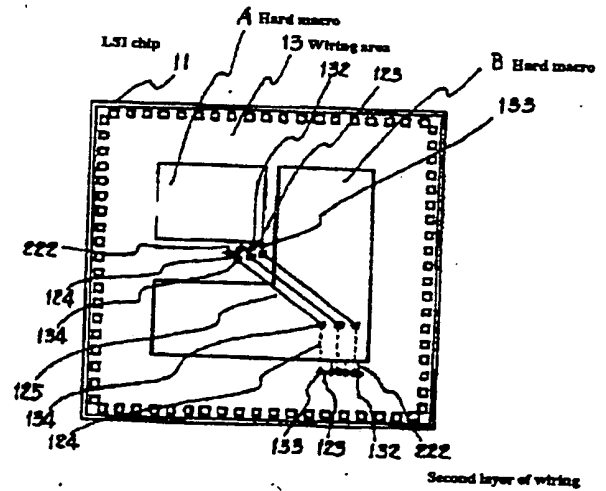 A Hard macro
LSI chip
13 Wiring area
11
132
123
B Hard macro
133
222
124
134
125
134
124
133
123
132
222
Second layer of wiring